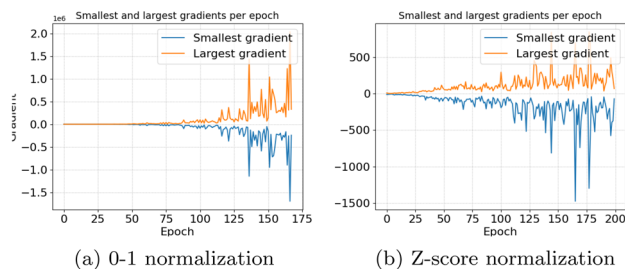 Smallest and largest gradients per epoch
1e6
Smallest gradient
Largest gradient
2.0
1.5
1.0
0.5
0.0
−0.5
−1.0
−1.5
Gradient
0 25 50 75 100 125 150 175
Epoch
(a) 0-1 normalization
Smallest and largest gradients per epoch
Smallest gradient
Largest gradient
500
0
−500
−1000
−1500
0 25 50 75 100 125 150 175 200
Epoch
(b) Z-score normalization